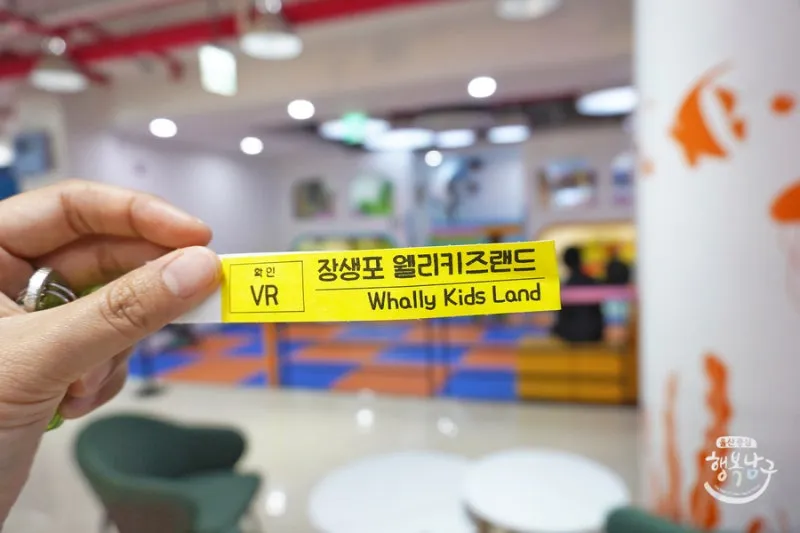 확인
VR
장생포 웰리키즈랜드
Whally Kids Land
울산광역시
행복남구